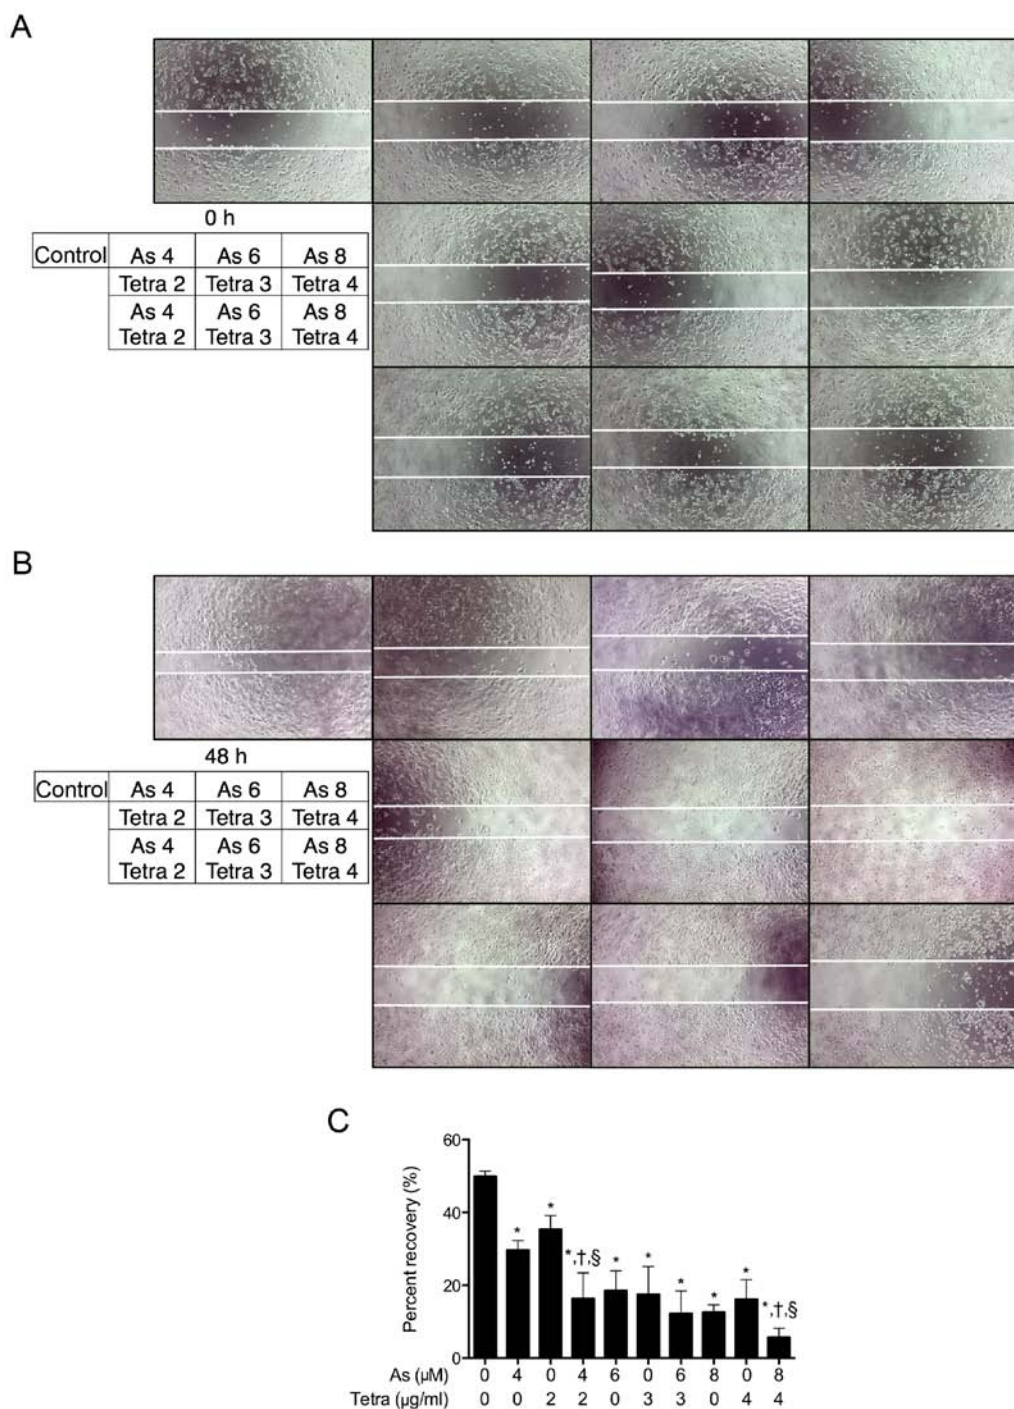 A
0 h
Control As 4 As 6 As 8
Tetra 2 Tetra 3 Tetra 4
As 4 As 6 As 8
Tetra 2 Tetra 3 Tetra 4
B
48 h
Control As 4 As 6 As 8
Tetra 2 Tetra 3 Tetra 4
As 4 As 6 As 8
Tetra 2 Tetra 3 Tetra 4
C
Percent recovery (%)
60
40
20
0
* * *,†,§ * * * * * *,†,§
As (µM) 0 4 0 4 6 0 6 8 0 8
Tetra (µg/ml) 0 0 2 2 0 3 3 0 4 4